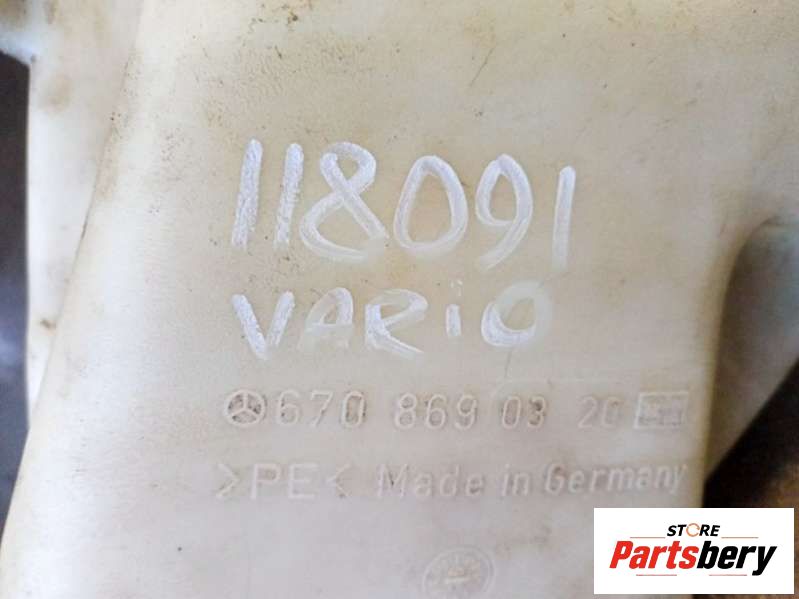 118091
VARiO
670 869 03 20
>PE< Made in Germany
STORE
Partsbery